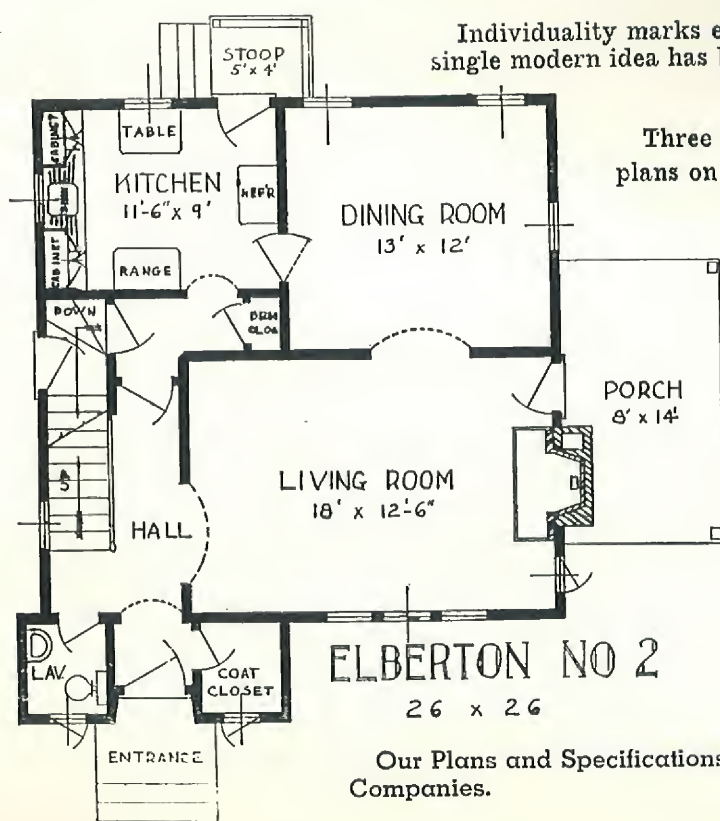 Individuality marks e
single modern idea has b
Three
plans on
STOOP
5' x 4'
TABLE
CABINET
KITCHEN
11'-6" x 9'
REF'R
SINK
CABINET
RANGE
DINING ROOM
13' x 12'
DOWN
BRM
CLOS
PORCH
8' x 14'
LIVING ROOM
18' x 12'-6"
UP
HALL
LAV.
COAT
CLOSET
ELBERTON NO 2
26 x 26
ENTRANCE
Our Plans and Specifications
Companies.